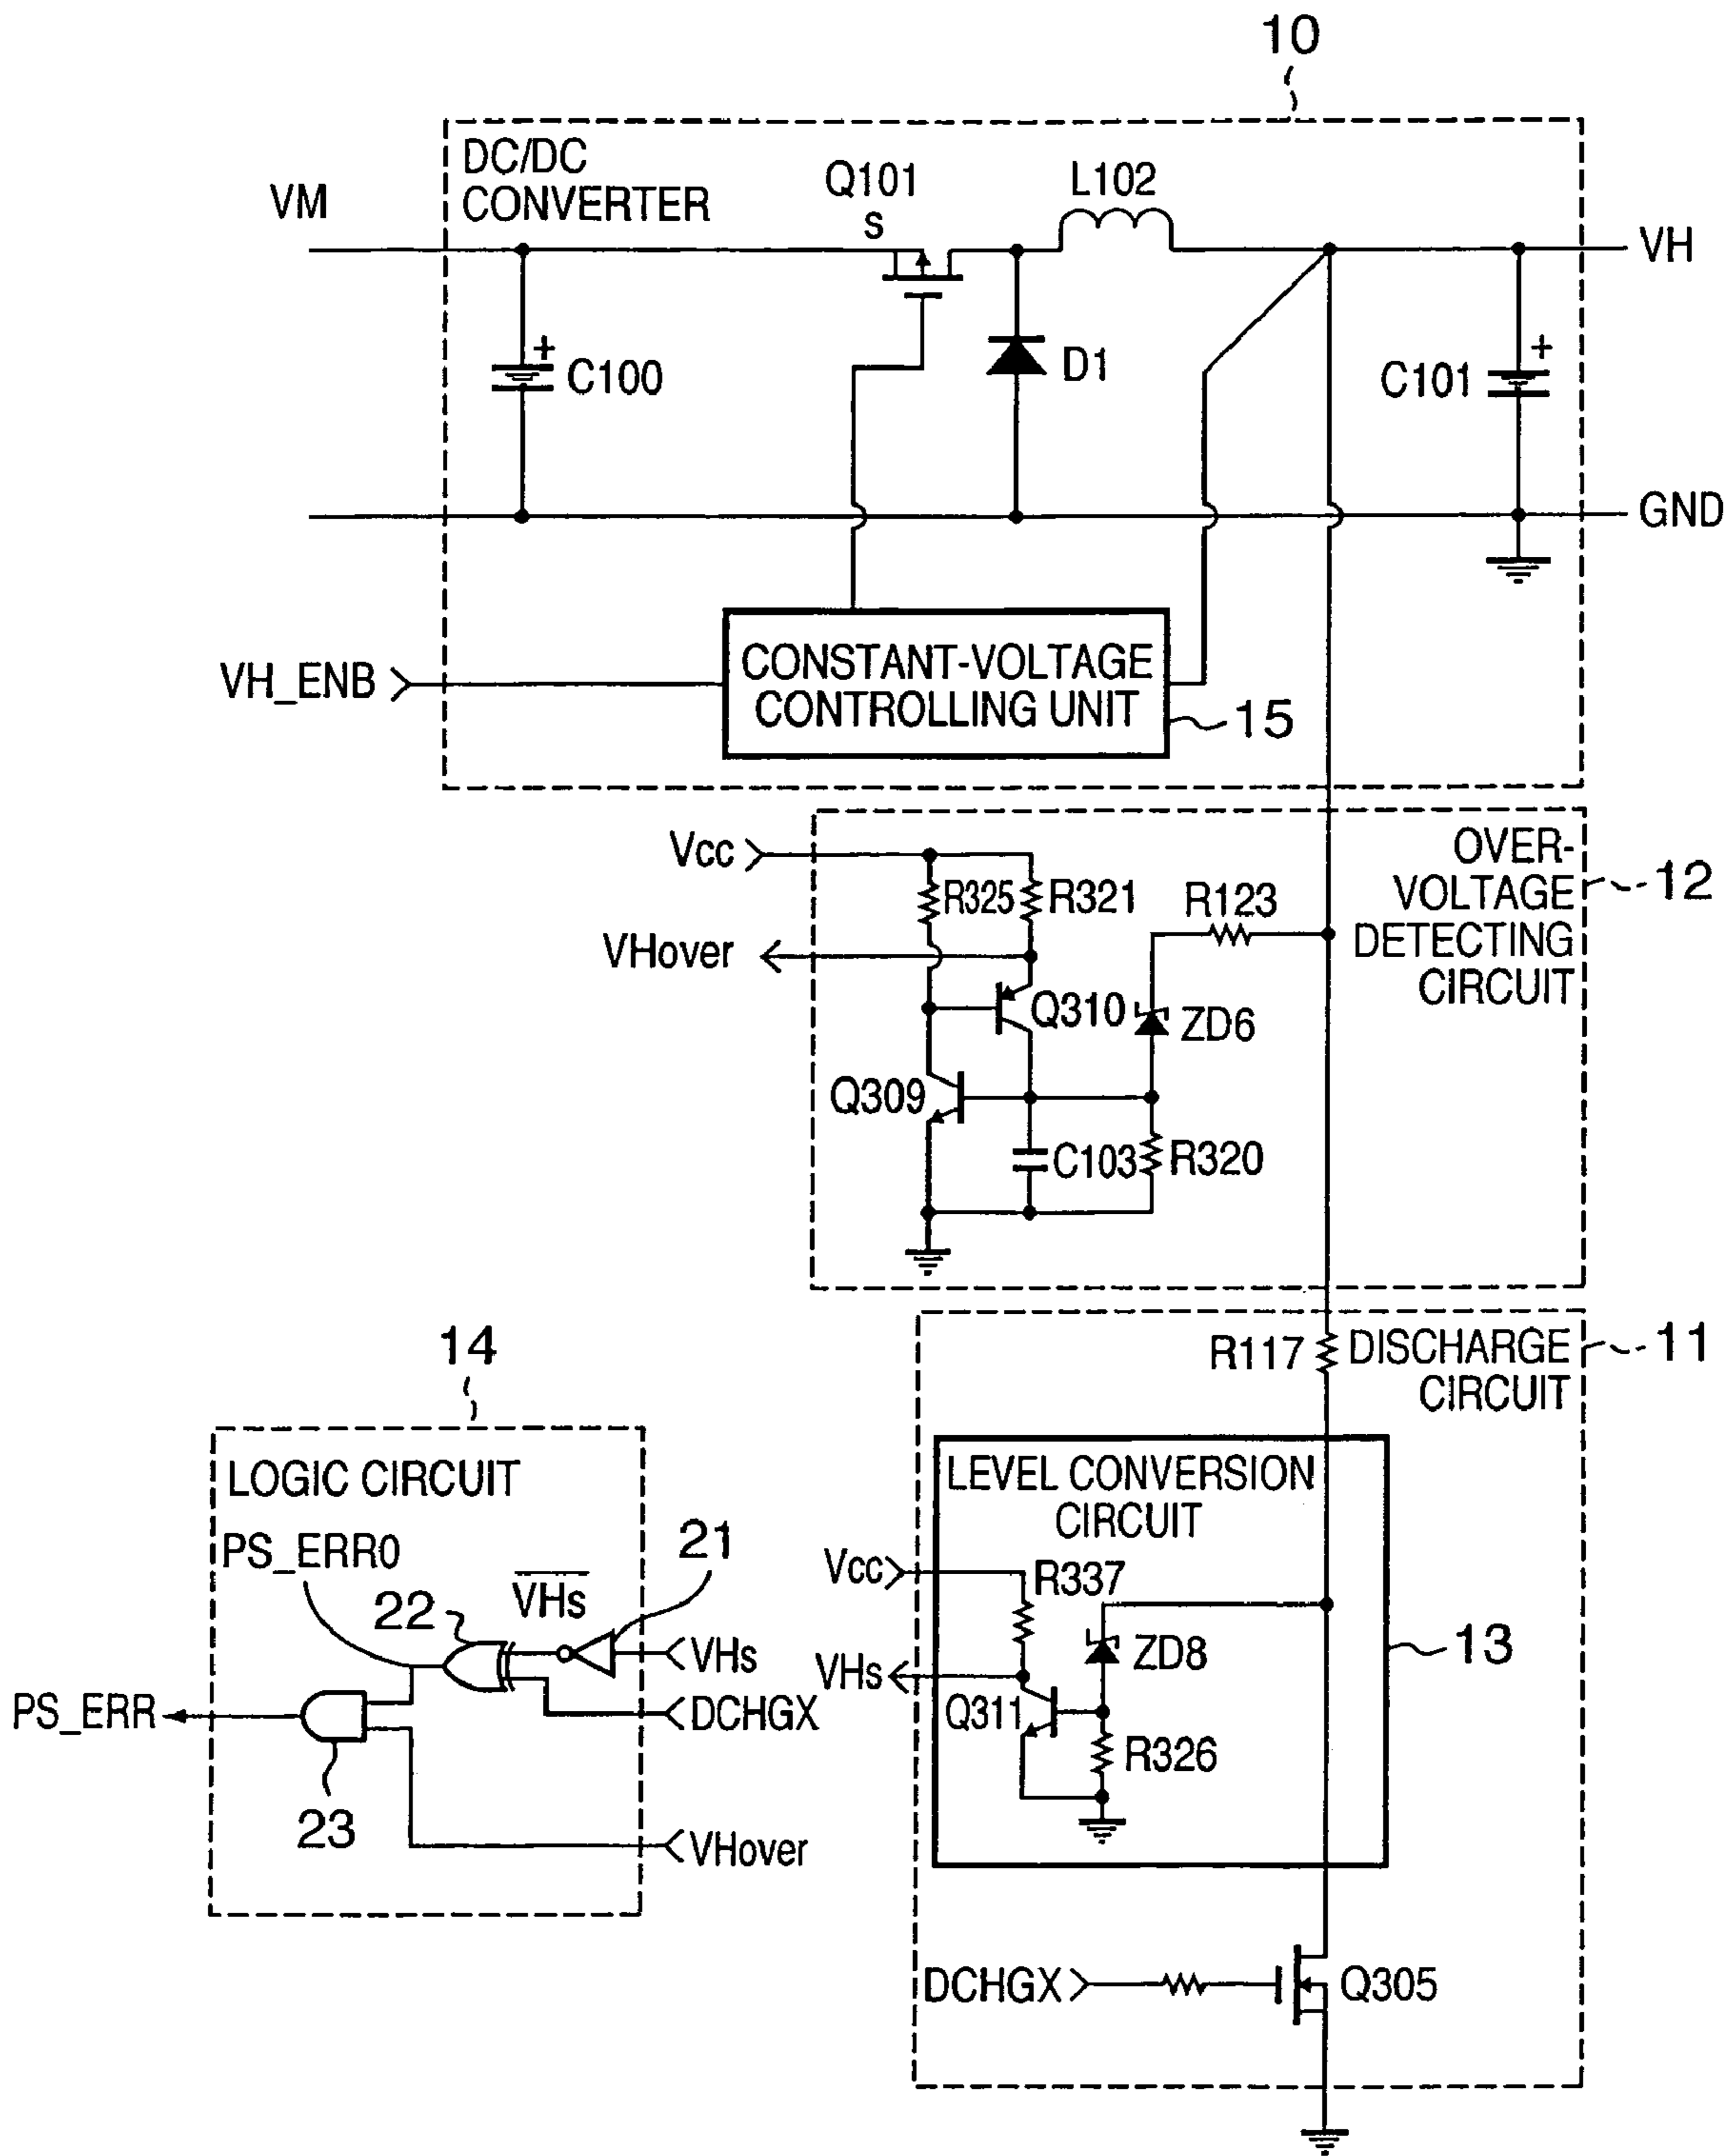 10
DC/DC
CONVERTER
VM
Q101
S
L102
VH
+
C100
D1
+
C101
GND
VH_ENB
CONSTANT-VOLTAGE
CONTROLLING UNIT
15
Vcc
R325
R321
R123
OVER-
VOLTAGE
DETECTING
CIRCUIT
12
VHover
Q310
ZD6
Q309
C103
R320
R117
DISCHARGE
CIRCUIT
11
14
LOGIC CIRCUIT
LEVEL CONVERSION
CIRCUIT
PS_ERR0
21
22
VHs
VHs
DCHGX
PS_ERR
23
VHover
Vcc
R337
ZD8
VHs
Q311
R326
13
DCHGX
Q305